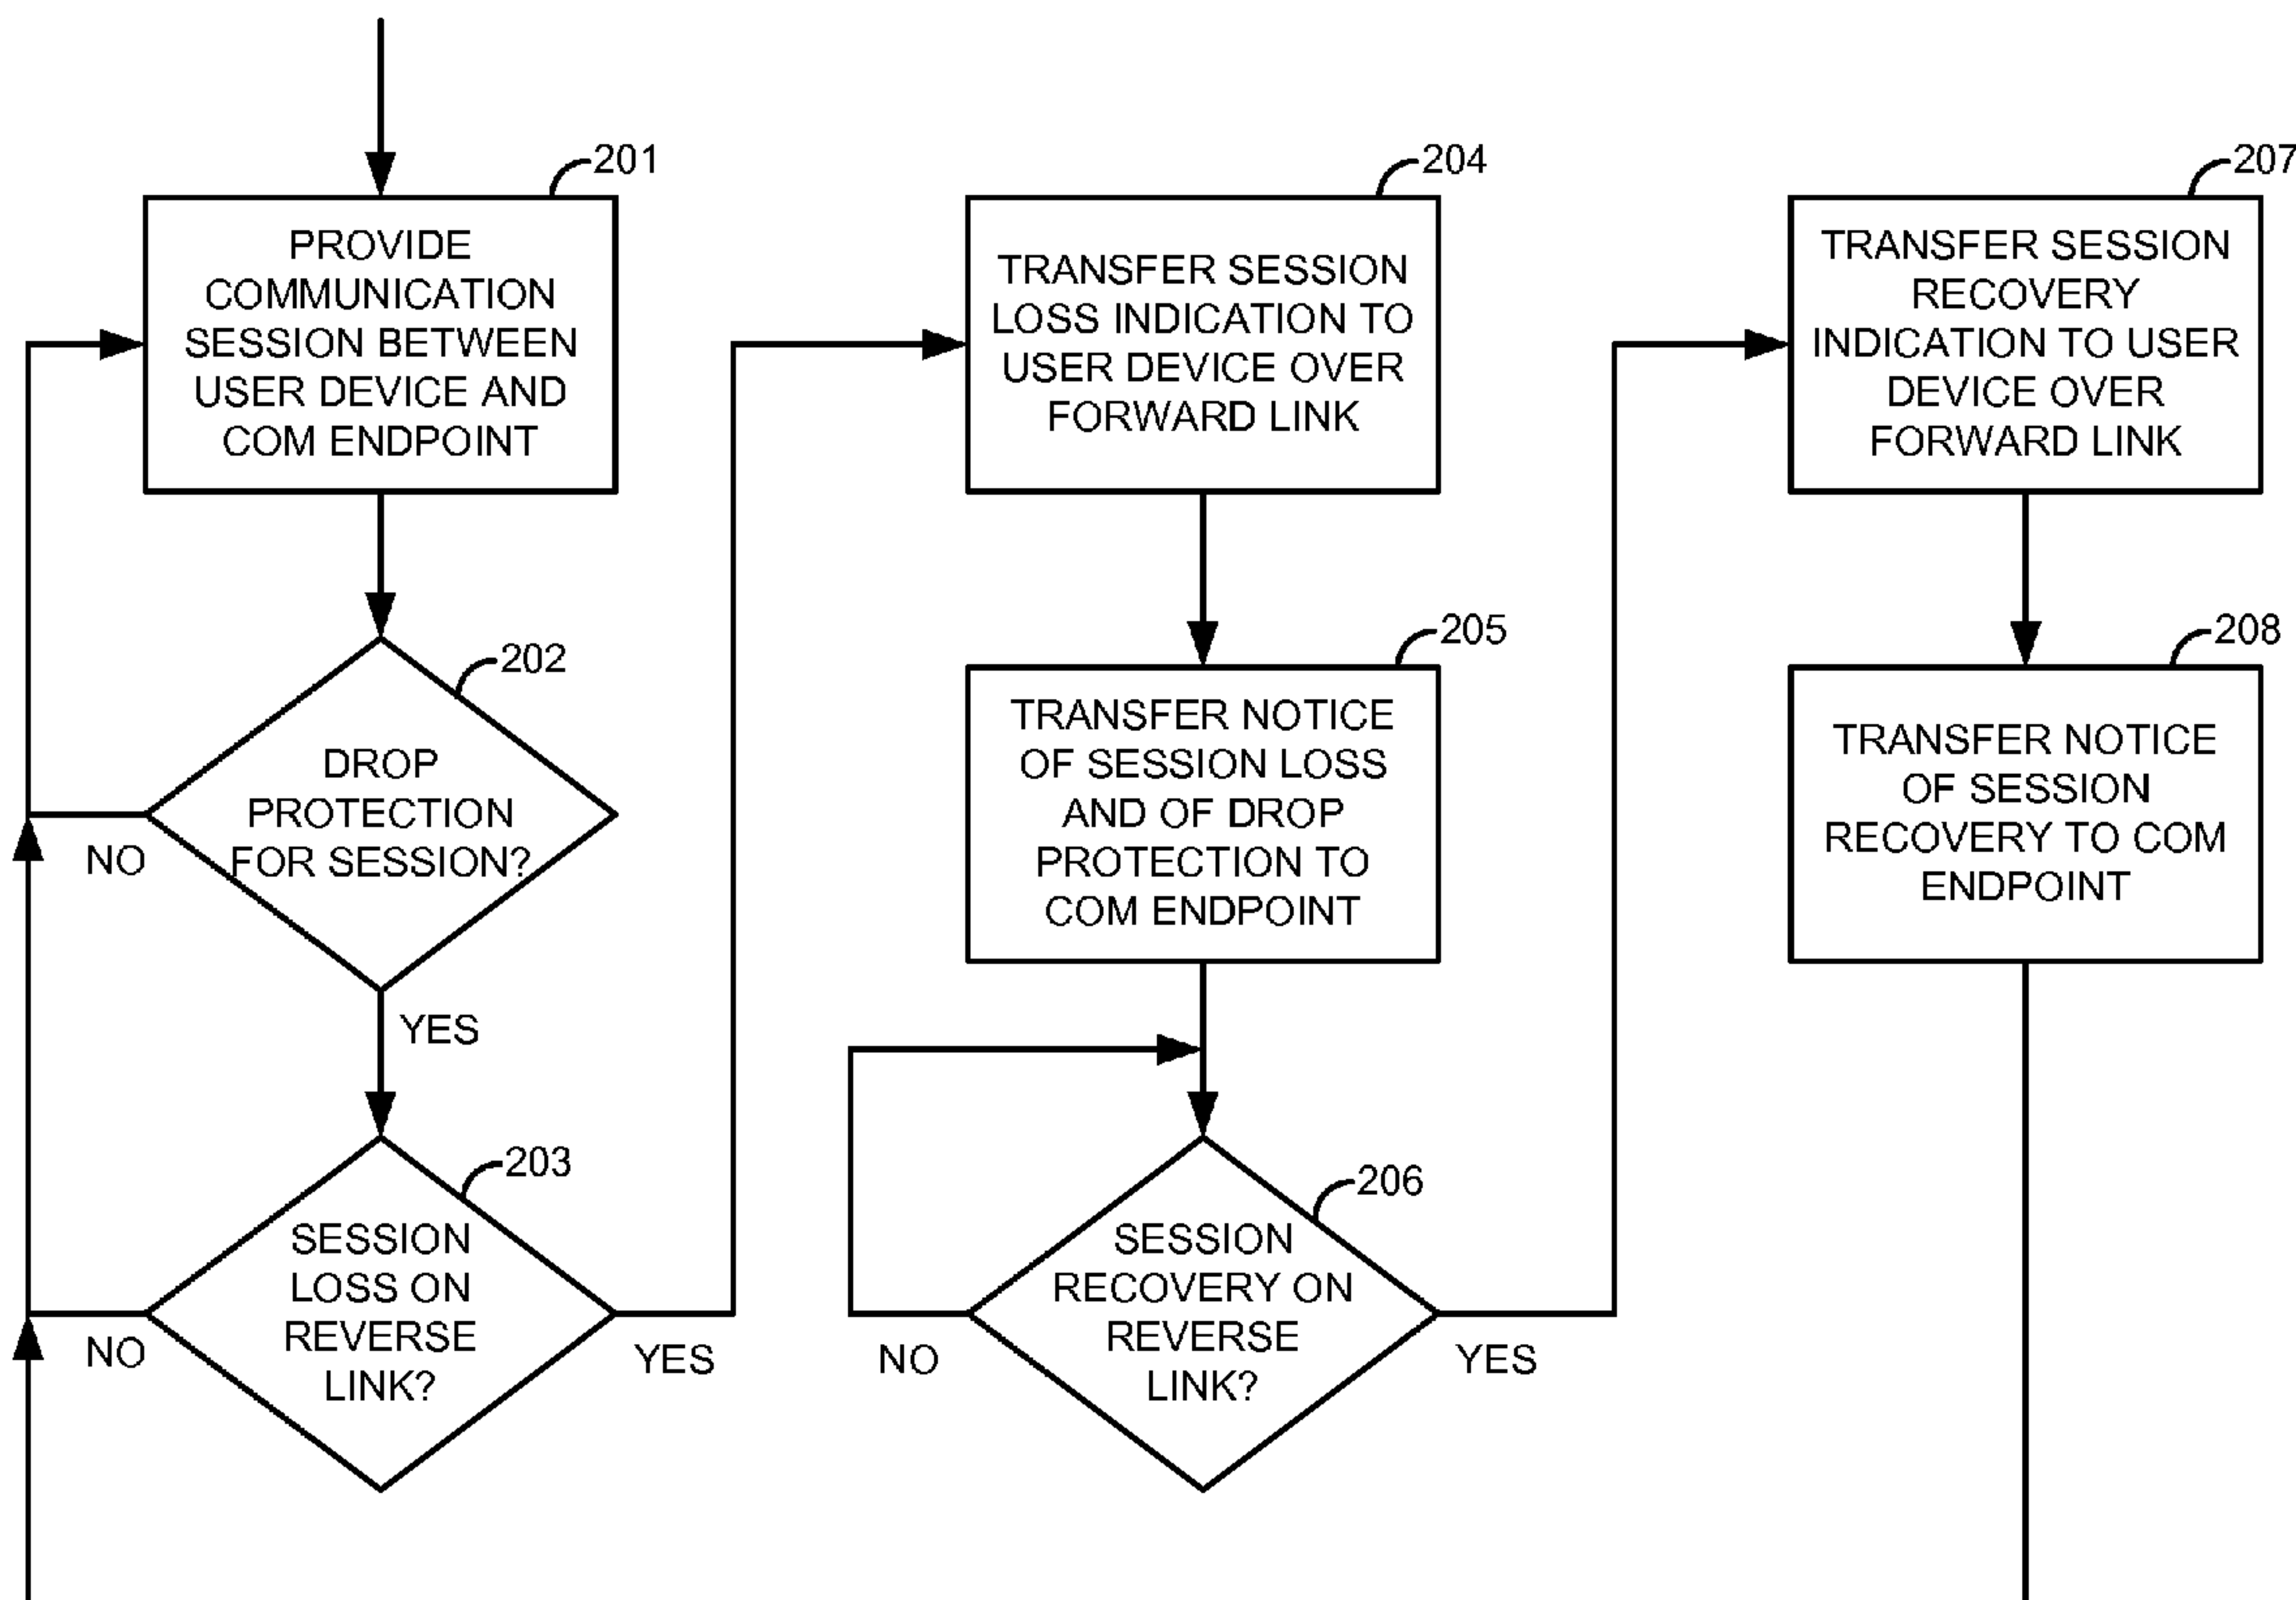 201
PROVIDE
COMMUNICATION
SESSION BETWEEN
USER DEVICE AND
COM ENDPOINT
202
DROP
PROTECTION
FOR SESSION?
NO
YES
203
SESSION
LOSS ON
REVERSE
LINK?
NO
YES
204
TRANSFER SESSION
LOSS INDICATION TO
USER DEVICE OVER
FORWARD LINK
205
TRANSFER NOTICE
OF SESSION LOSS
AND OF DROP
PROTECTION TO
COM ENDPOINT
206
SESSION
RECOVERY ON
REVERSE
LINK?
NO
YES
207
TRANSFER SESSION
RECOVERY
INDICATION TO USER
DEVICE OVER
FORWARD LINK
208
TRANSFER NOTICE
OF SESSION
RECOVERY TO COM
ENDPOINT